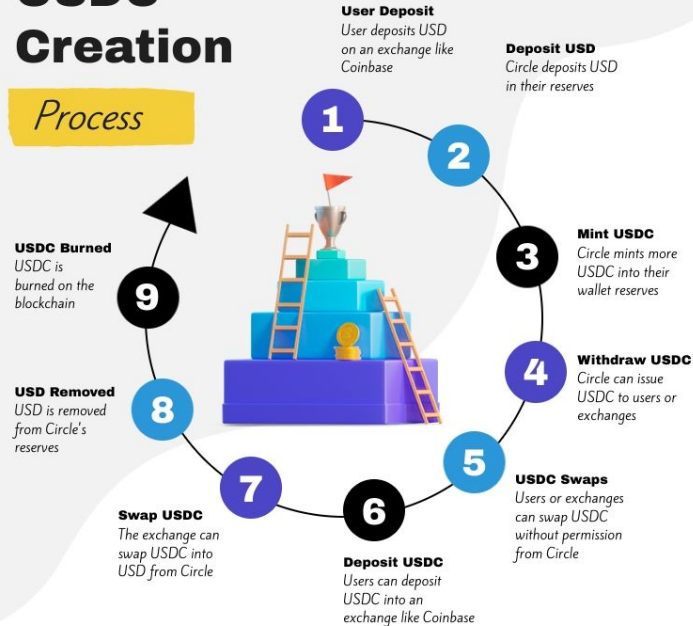 USDC
Creation
Process
1
User Deposit
User deposits USD
on an exchange like
Coinbase
2
Deposit USD
Circle deposits USD
in their reserves
3
Mint USDC
Circle mints more
USDC into their
wallet reserves
4
Withdraw USDC
Circle can issue
USDC to users or
exchanges
5
USDC Swaps
Users or exchanges
can swap USDC
without permission
from Circle
6
Deposit USDC
Users can deposit
USDC into an
exchange like Coinbase
7
Swap USDC
The exchange can
swap USDC into
USD from Circle
8
USD Removed
USD is removed
from Circle's
reserves
9
USDC Burned
USDC is
burned on the
blockchain